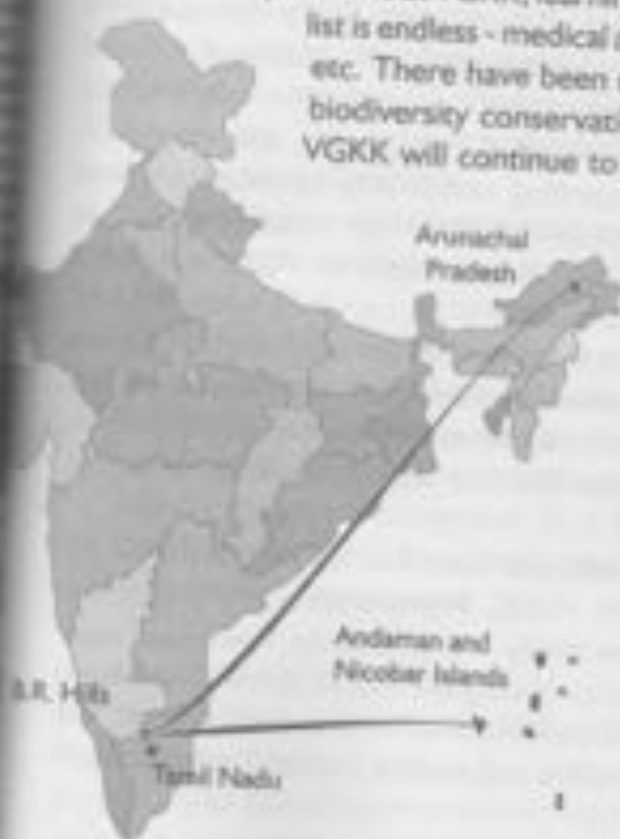 list is endless - medical
etc. There have been
biodiversity conservati
VGKK will continue to
Arunachal
Pradesh
Andaman and
Nicobar Islands
B.R. Hills
Tamil Nadu